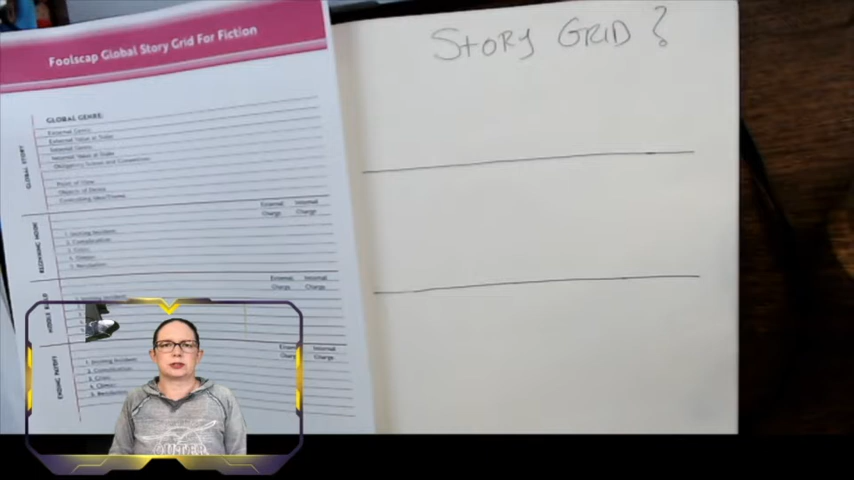 Foolscap Global Story Grid For Fiction
STORY GRID ?
GLOBAL STORY
GLOBAL GENRE:
External Genre
External Value at Stake
Internal Genre
Internal Value at Stake
Obligatory Scenes and Conventions
Point of View
Objects of Desire
Controlling Idea/Theme
External Internal
Charge Charge
BEGINNING HOOK
1. Inciting Incident
2. Complication
3. Crisis
4. Climax
5. Resolution
External Internal
Charge Charge
MIDDLE BUILD
1. Inciting Incident
Internal
Charge Charge
ENDING PAYOFF
1. Inciting Incident
2. Complication
3. Crisis
4. Climax
5. Resolution
OUTER